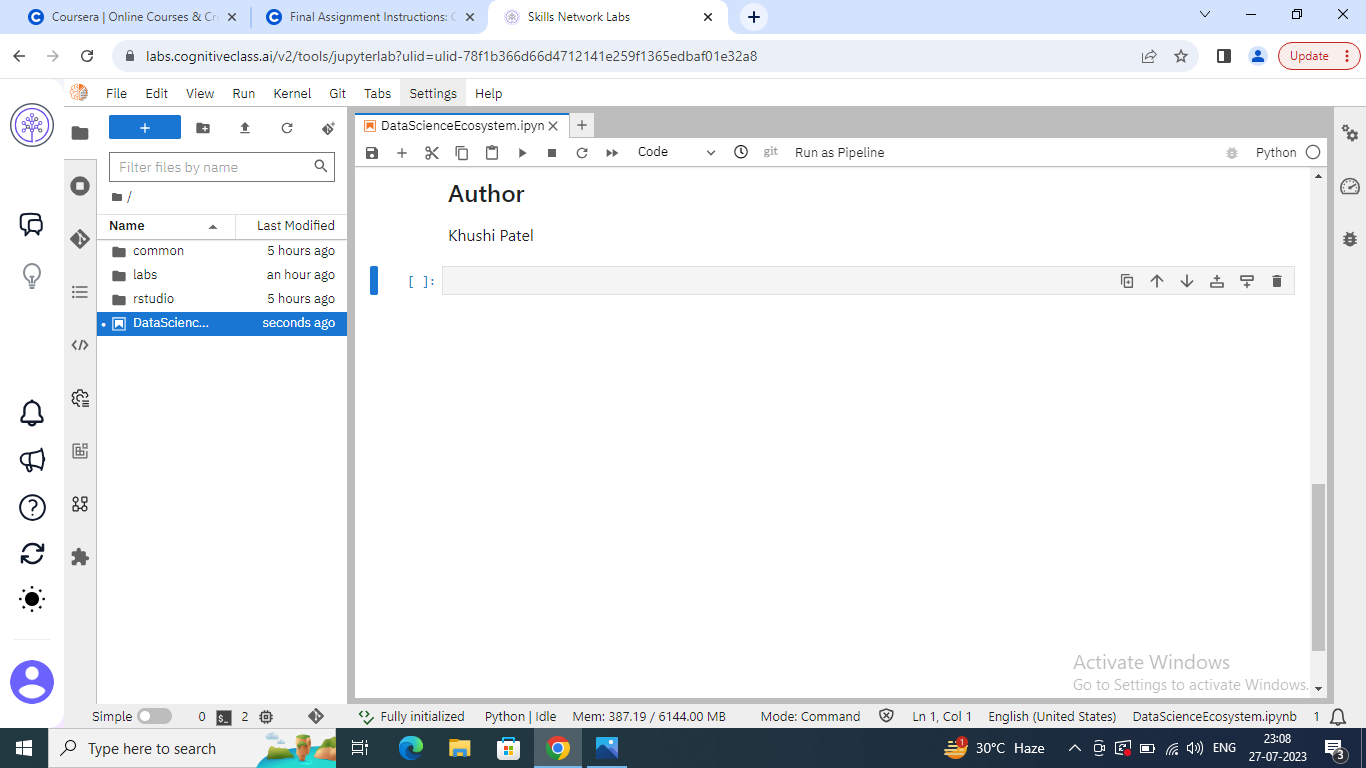 Coursera | Online Courses & Cr
Final Assignment Instructions: C
Skills Network Labs
labs.cognitiveclass.ai/v2/tools/jupyterlab?ulid=ulid-78f1b366d66d4712141e259f1365edbaf01e32a8
Update
File Edit View Run Kernel Git Tabs Settings Help
DataScienceEcosystem.ipyn
Code
git
Run as Pipeline
Python
Filter files by name
/
Name Last Modified
common 5 hours ago
labs an hour ago
rstudio 5 hours ago
DataScienc... seconds ago
Author
Khushi Patel
[ ]:
Activate Windows
Go to Settings to activate Windows.
Simple 0 $_ 2 Fully initialized Python | Idle Mem: 387.19 / 6144.00 MB Mode: Command Ln 1, Col 1 English (United States) DataScienceEcosystem.ipynb 1
Type here to search
1
30°C Haze
ENG
23:08
27-07-2023
3